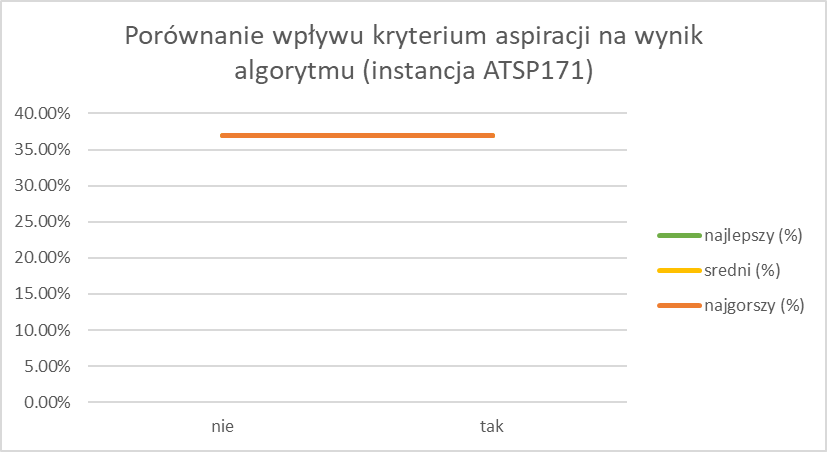 Porównanie wpływu kryterium aspiracji na wynik
algorytmu (instancja ATSP171)
40.00%
35.00%
30.00%
25.00%
20.00%
15.00%
10.00%
5.00%
0.00%
nie
tak
najlepszy (%)
sredni (%)
najgorszy (%)